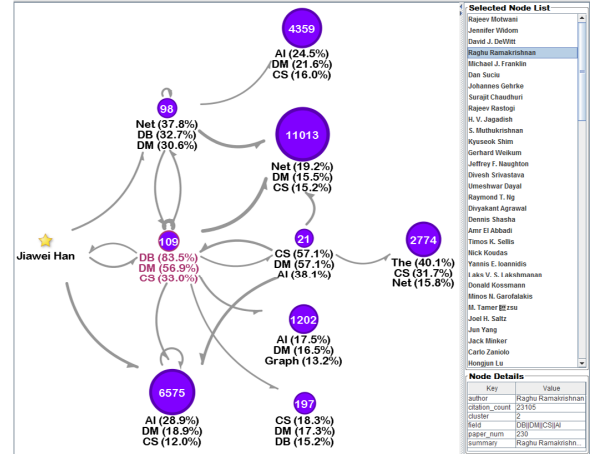 4359
AI (24.5%)
DM (21.6%)
CS (16.0%)
98
Net (37.8%)
DB (32.7%)
DM (30.6%)
11013
Net (19.2%)
DM (15.5%)
CS (15.2%)
Jiawei Han
109
DB (83.5%)
DM (56.9%)
CS (33.0%)
21
CS (57.1%)
DM (57.1%)
AI (38.1%)
2774
The (40.1%)
CS (31.7%)
Net (15.8%)
1202
AI (17.5%)
DM (16.5%)
Graph (13.2%)
6575
AI (28.9%)
DM (18.9%)
CS (12.0%)
197
CS (18.3%)
DM (17.3%)
DB (15.2%)
Selected Node List
Rajeev Motwani
Jennifer Widom
David J. DeWitt
Raghu Ramakrishnan
Michael J. Franklin
Dan Suciu
Johannes Gehrke
Surajit Chaudhuri
Rajeev Rastogi
H. V. Jagadish
S. Muthukrishnan
Kyuseok Shim
Gerhard Weikum
Jeffrey F. Naughton
Divesh Srivastava
Umeshwar Dayal
Raymond T. Ng
Divyakant Agrawal
Dennis Shasha
Amr El Abbadi
Timos K. Sellis
Nick Koudas
Yannis E. Ioannidis
Laks V. S. Lakshmanan
Donald Kossmann
Minos N. Garofalakis
M. Tamer zsu
Joel H. Saltz
Jun Yang
Jack Minker
Carlo Zaniolo
Hongjun Lu
Node Details
Key Value
author Raghu Ramakrishnan
citation_count 23105
cluster 2
field DB||DM||CS||AI
paper_num 230
summary Raghu Ramakrishn...